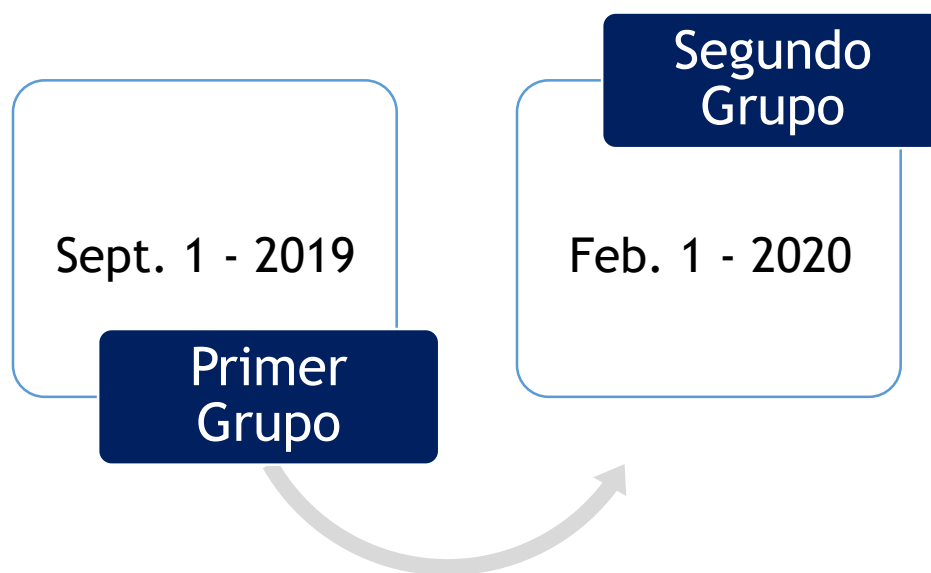 Sept. 1 - 2019
Primer
Grupo
Segundo
Grupo
Feb. 1 - 2020